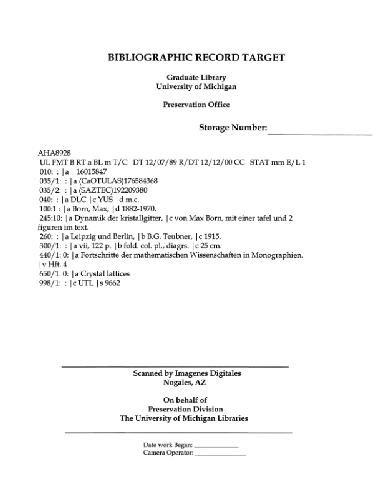 BIBLIOGRAPHIC RECORD TARGET
Graduate Library
University of Michigan
Preservation Office
Storage Number:
AHA8928
UL FMT B RT a BL m T/C DT 12/07/89 R/DT 12/12/00 CC STAT mm E/L 1
010: : |a 16015847
035/1: : |a (CaOTULAS)176584368
035/2: : |a (SAZTEC)192209380
040: : |a DLC |c YUS d m.c.
100:1 : |a Born, Max, |d 1882-1970.
245:10: |a Dynamik der kristallgitter, |c von Max Born, mit einer tafel und 2
figuren im text.
260: : |a Leipzig und Berlin, |b B.G. Teubner, |c 1915.
300/1: : |a vii, 122 p. |b fold. col. pl., diagrs. |c 25 cm.
440/1: 0: |a Fortschritte der mathematischen Wissenschaften in Monographien.
|v Hft. 4
650/1: 0: |a Crystal lattices
998/1: : |c UTL |s 9662
Scanned by Imagenes Digitales
Nogales, AZ
On behalf of
Preservation Division
The University of Michigan Libraries
Date work Began:
Camera Operator: